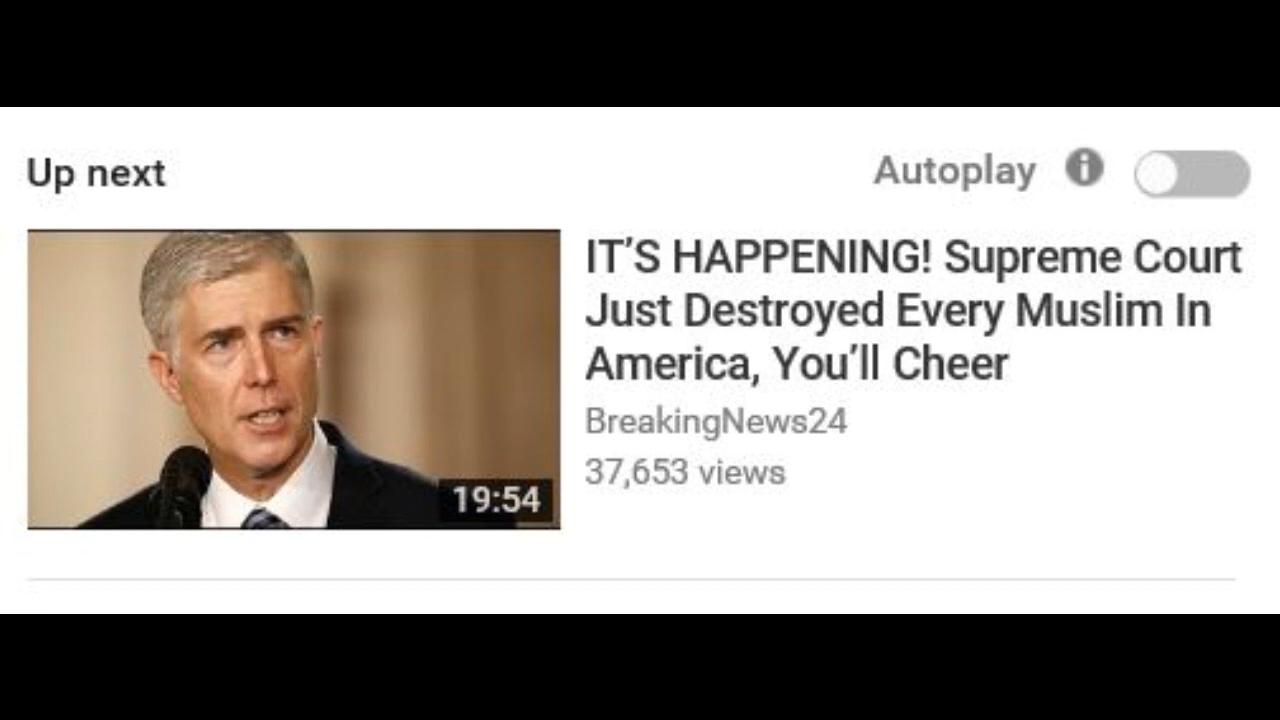 Up next
Autoplay
IT'S HAPPENING! Supreme Court
Just Destroyed Every Muslim In
America, You'll Cheer
BreakingNews24
37,653 views
19:54